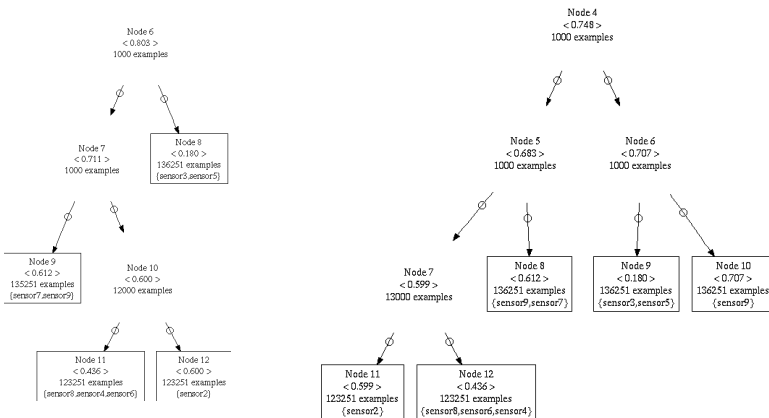 Node 6
< 0.803 >
1000 examples
Node 7
< 0.711 >
1000 examples
Node 8
< 0.180 >
136251 examples
{sensor3,sensor5}
Node 9
< 0.612 >
135251 examples
{sensor7,sensor9}
Node 10
< 0.600 >
12000 examples
Node 11
< 0.436 >
123251 examples
{sensor8,sensor4,sensor6}
Node 12
< 0.600 >
123251 examples
{sensor2}
Node 4
< 0.748 >
1000 examples
Node 5
< 0.683 >
1000 examples
Node 6
< 0.707 >
1000 examples
Node 7
< 0.599 >
13000 examples
Node 8
< 0.612 >
136251 examples
{sensor9,sensor7}
Node 9
< 0.180 >
136251 examples
{sensor3,sensor5}
Node 10
< 0.707 >
136251 examples
{sensor9}
Node 11
< 0.599 >
123251 examples
{sensor2}
Node 12
< 0.436 >
123251 examples
{sensor8,sensor6,sensor4}